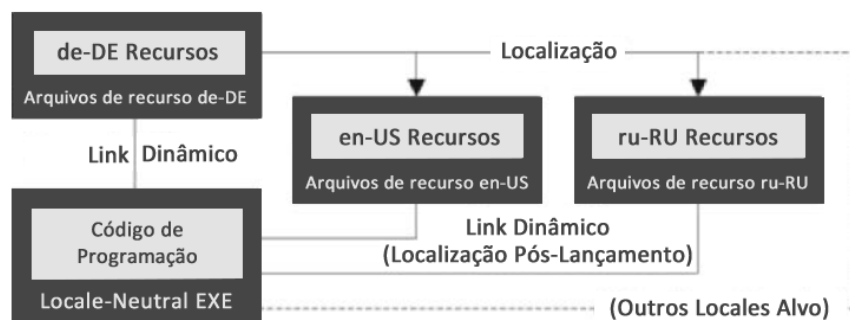 de-DE Recursos
Arquivos de recurso de-DE
Localização
en-US Recursos
Arquivos de recurso en-US
ru-RU Recursos
Arquivos de recurso ru-RU
Link Dinâmico
Código de
Programação
Locale-Neutral EXE
Link Dinâmico
(Localização Pós-Lançamento)
(Outros Locales Alvo)